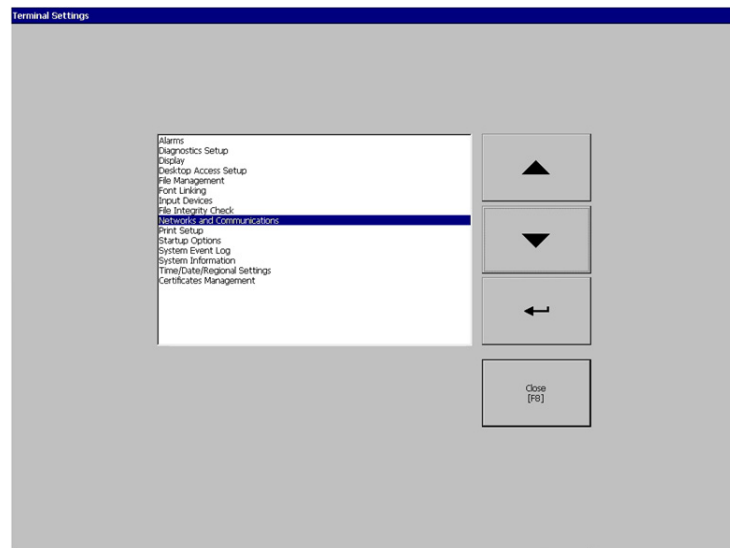 Terminal Settings
Alarms
Diagnostics Setup
Display
Desktop Access Setup
File Management
Font Linking
Input Devices
File Integrity Check
Networks and Communications
Print Setup
Startup Options
System Event Log
System Information
Time/Date/Regional Settings
Certificates Management
Close
[F8]